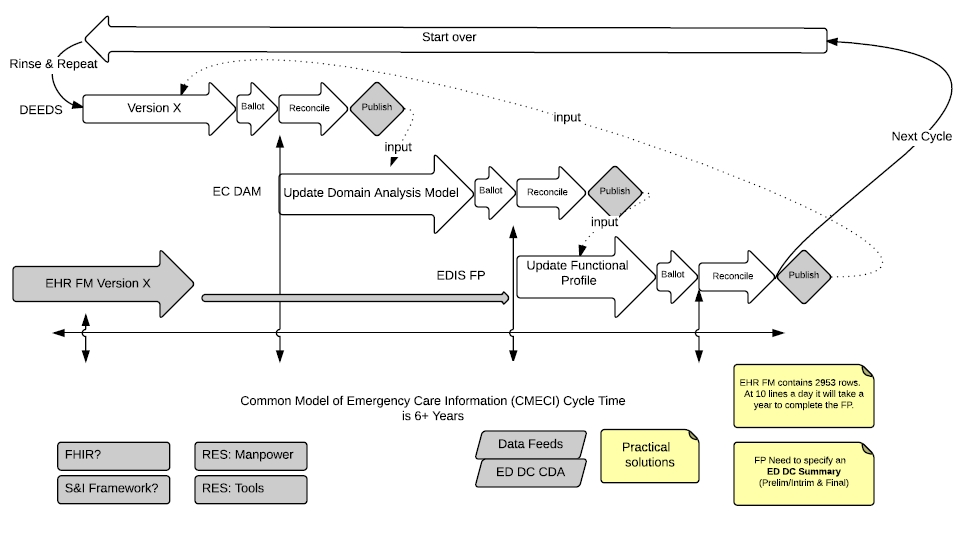 Start over
Rinse & Repeat
DEEDS
Version X
Ballot
Reconcile
Publish
input
input
Next Cycle
EC DAM
Update Domain Analysis Model
Ballot
Reconcile
Publish
input
EHR FM Version X
EDIS FP
Update Functional
Profile
Ballot
Reconcile
Publish
Common Model of Emergency Care Information (CMECI) Cycle Time
is 6+ Years
EHR FM contains 2953 rows.
At 10 lines a day it will take a
year to complete the FP.
FHIR?
RES: Manpower
S&I Framework?
RES: Tools
Data Feeds
ED DC CDA
Practical
solutions
FP Need to specify an
ED DC Summary
(Prelim/Intrim & Final)